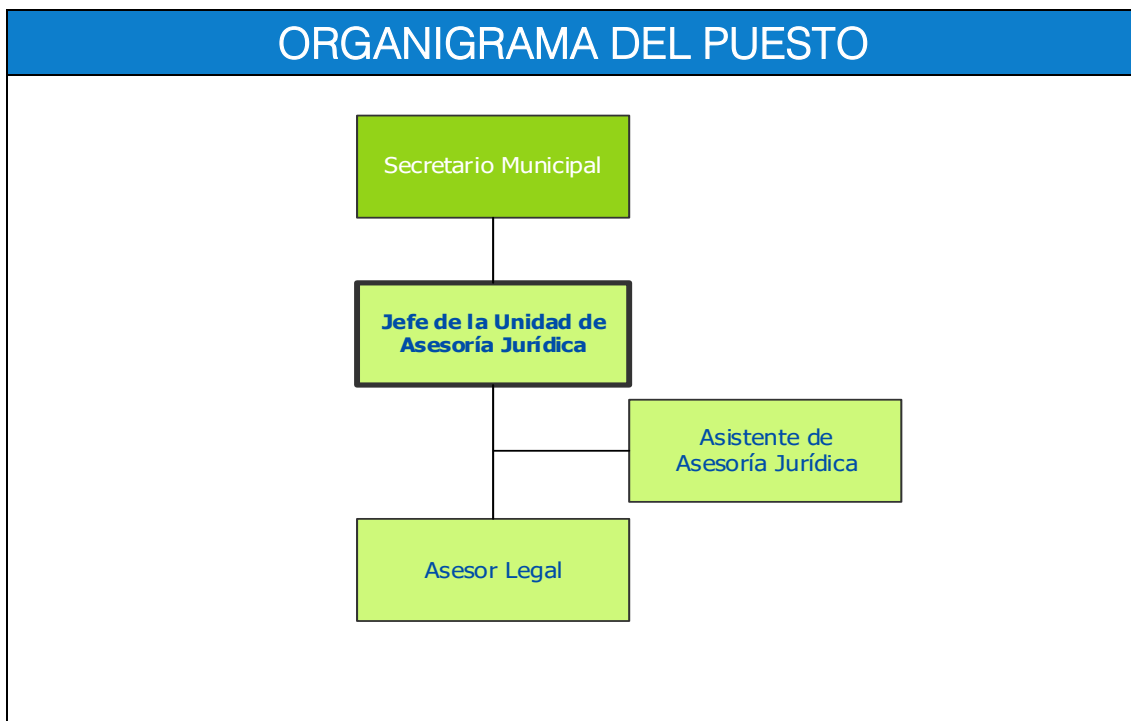 ORGANIGRAMA DEL PUESTO
Secretario Municipal
Jefe de la Unidad de
Asesoría Jurídica
Asistente de
Asesoría Jurídica
Asesor Legal